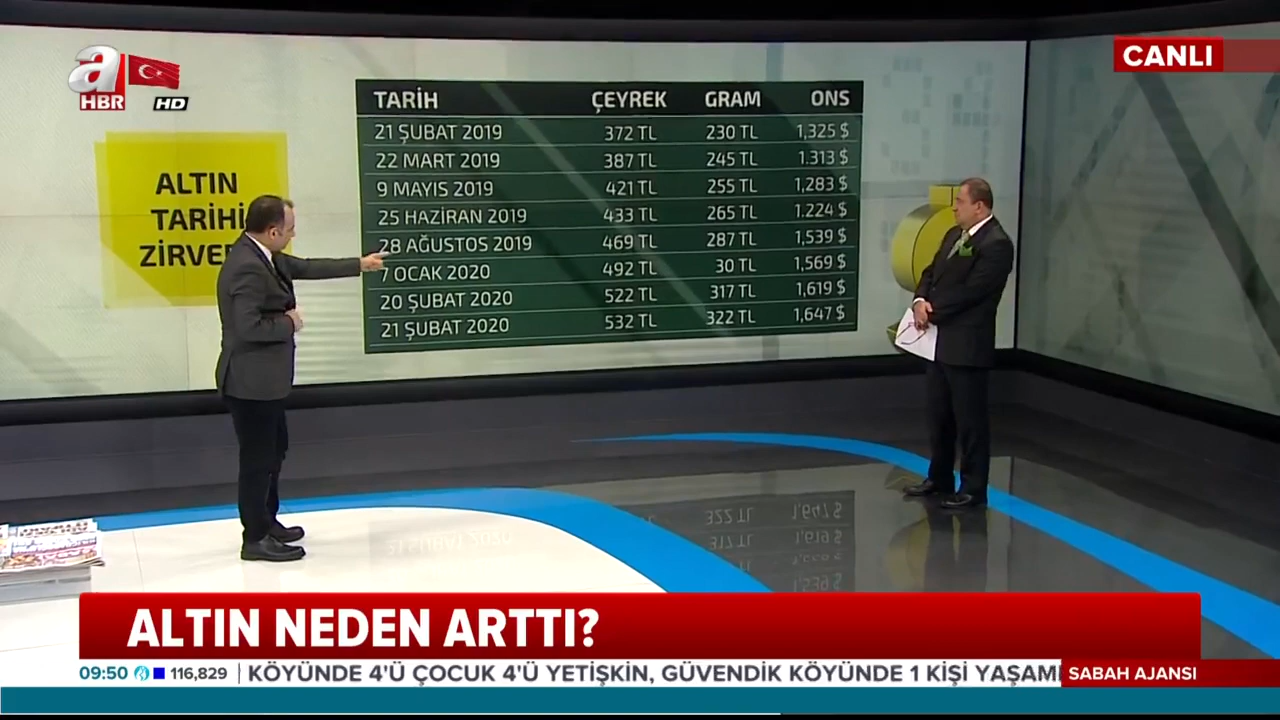 a
HBR
HD
CANLI
ALTIN
TARİHİ
TARİH ÇEYREK GRAM ONS
21 ŞUBAT 2019 372 TL 230 TL 1,325 $
22 MART 2019 387 TL 245 TL 1.313 $
9 MAYIS 2019 421 TL 255 TL 1,283 $
25 HAZİRAN 2019 433 TL 265 TL 1.224 $
28 AĞUSTOS 2019 469 TL 287 TL 1,539 $
7 OCAK 2020 492 TL 30 TL 1,569 $
20 ŞUBAT 2020 522 TL 317 TL 1,619 $
21 ŞUBAT 2020 532 TL 322 TL 1,647 $
ALTIN NEDEN ARTTI?
09:50 116,829 KÖYÜNDE 4'Ü ÇOCUK 4'Ü YETİŞKİN, GÜVENDİK KÖYÜNDE 1 KİŞİ YAŞAMI
SABAH AJANSI